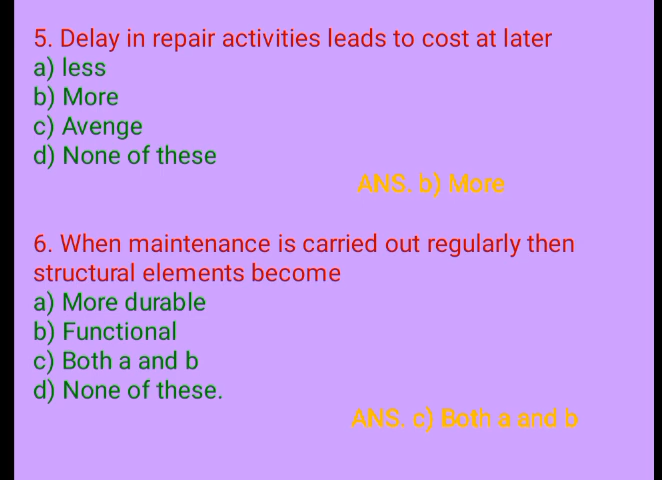 5. Delay in repair activities leads to cost at later
a) less
b) More
c) Avenge
d) None of these
ANS. b) More
6. When maintenance is carried out regularly then
structural elements become
a) More durable
b) Functional
c) Both a and b
d) None of these.
ANS. c) Both a and b